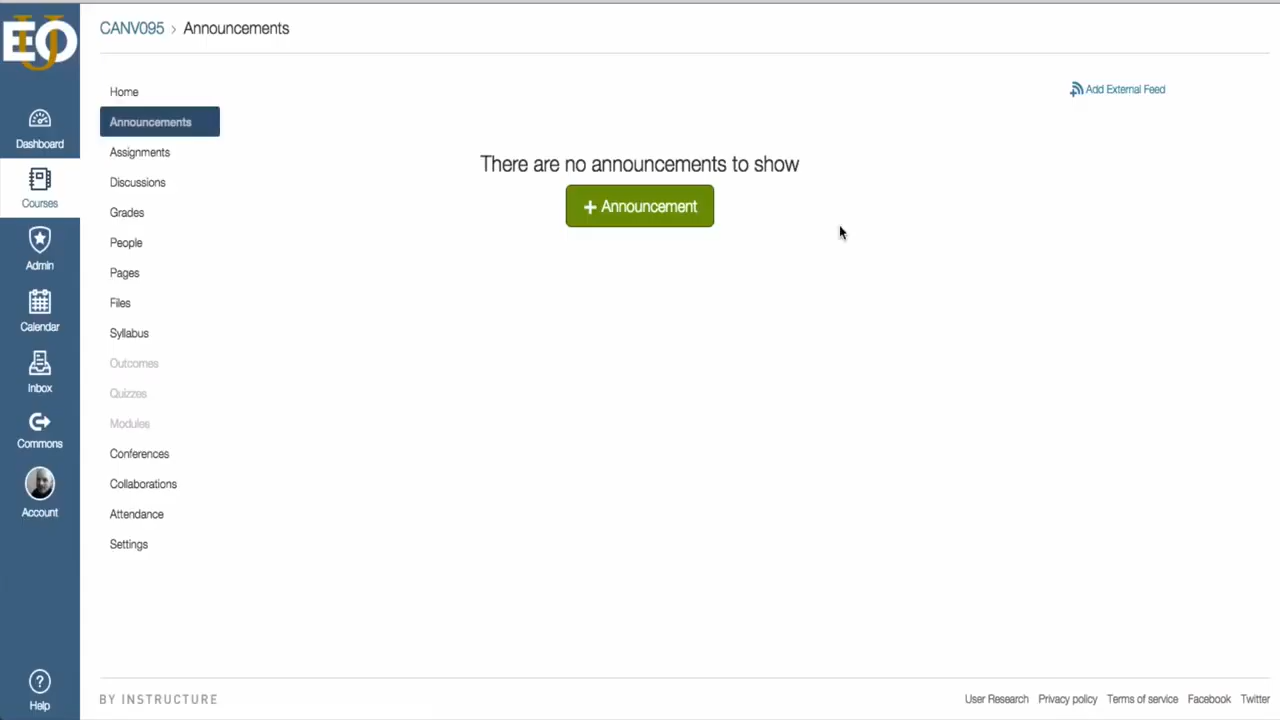 EOU
CANV095 > Announcements
Dashboard
Courses
Admin
Calendar
Inbox
Commons
Account
Help
Home
Announcements
Assignments
Discussions
Grades
People
Pages
Files
Syllabus
Outcomes
Quizzes
Modules
Conferences
Collaborations
Attendance
Settings
Add External Feed
There are no announcements to show
+ Announcement
BY INSTRUCTURE
User Research Privacy policy Terms of service Facebook Twitter